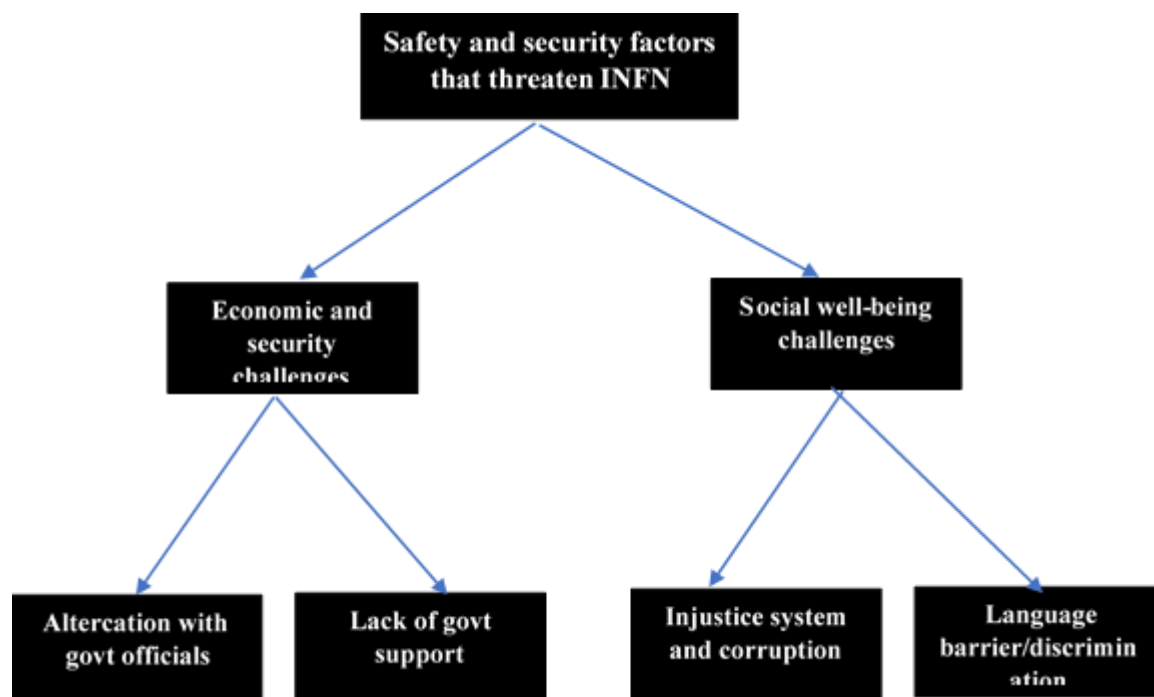 Safety and security factors
that threaten INFN
Economic and
security
challenges
Social well-being
challenges
Altercation with
govt officials
Lack of govt
support
Injustice system
and corruption
Language
barrier/discrimin
ation